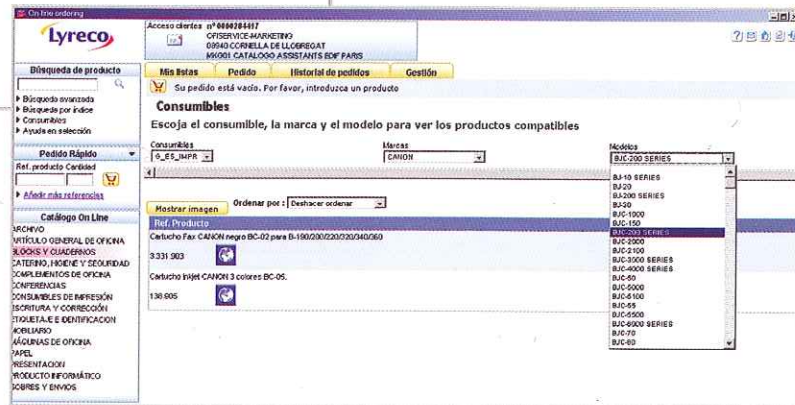 On-line ordering
Lyreco
Acceso clientes nº 0000284417
OFISERVICE-MARKETING
08940 CORNELLA DE LLOBREGAT
MK001 CATALOGO ASSISTANTS EDIF PARIS
Búsqueda de producto
Búsqueda avanzada
Búsqueda por índice
Consumibles
Ayuda en selección
Mis listas Pedido Historial de pedidos Gestión
Su pedido está vacío. Por favor, introduzca un producto
Consumibles
Escoja el consumible, la marca y el modelo para ver los productos compatibles
Consumibles Marcas Modelos
G_ES_IMPR CANON BJC-200 SERIES
Pedido Rápido
Ref. producto Cantidad
Añadir más referencias
Mostrar imagen Ordenar por : Deshacer ordenar
Ref. Producto
Cartucho Fax CANON negro BC-02 para B-190/200/220/320/340/360
3.331.903
Cartucho inkjet CANON 3 colores BC-05.
138.905
BJ-10 SERIES
BJ-20
BJ-200 SERIES
BJ-30
BJC-1000
BJC-150
BJC-200 SERIES
BJC-2000
BJC-2100
BJC-3000 SERIES
BJC-4000 SERIES
BJC-50
BJC-5000
BJC-5100
BJC-55
BJC-5500
BJC-6000 SERIES
BJC-70
BJC-80
Catálogo On Line
ARCHIVO
ARTÍCULO GENERAL DE OFICINA
BLOCKS Y CUADERNOS
CATERING, HIGIENE Y SEGURIDAD
COMPLEMENTOS DE OFICINA
CONFERENCIAS
CONSUMIBLES DE IMPRESIÓN
ESCRITURA Y CORRECCIÓN
ETIQUETAJE E IDENTIFICACION
MOBILIARIO
MÁQUINAS DE OFICINA
PAPEL
PRESENTACION
PRODUCTO INFORMÁTICO
SOBRES Y ENVIOS